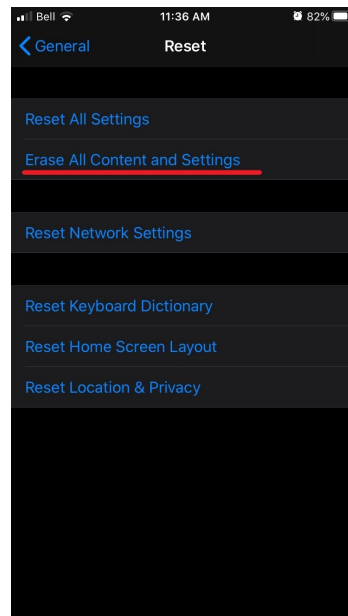 Bell 11:36 AM 82%
General Reset
Reset All Settings
Erase All Content and Settings
Reset Network Settings
Reset Keyboard Dictionary
Reset Home Screen Layout
Reset Location & Privacy